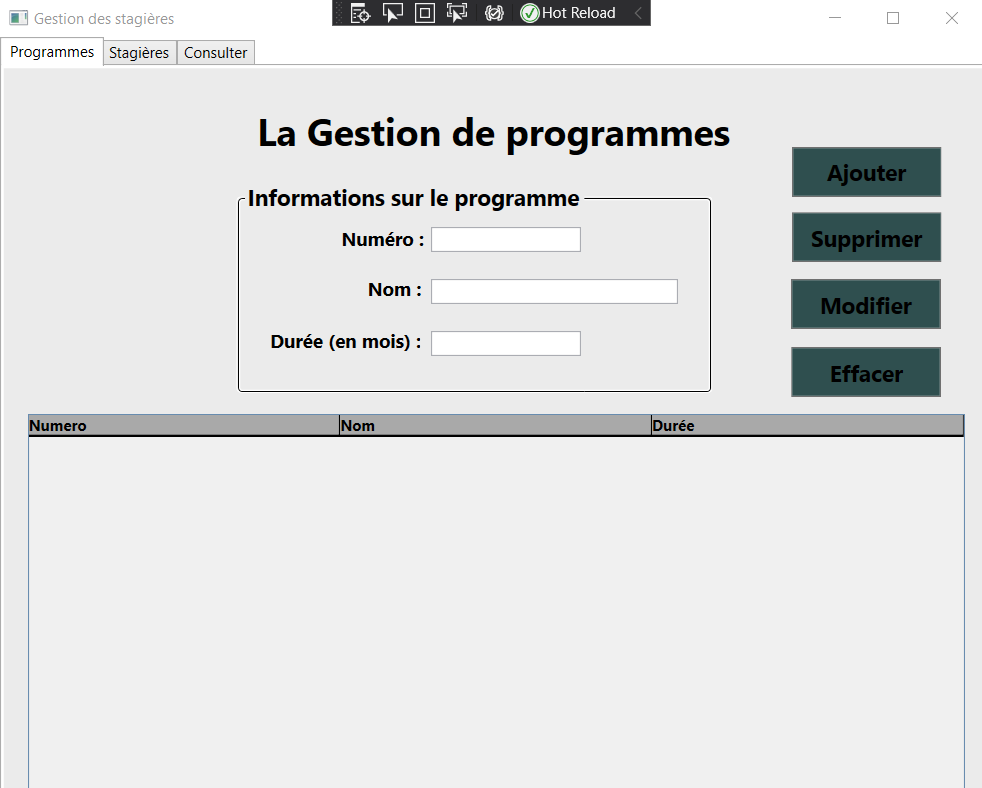 Gestion des stagières
Hot Reload
Programmes Stagières Consulter
La Gestion de programmes
Informations sur le programme
Numéro :
Nom :
Durée (en mois) :
Ajouter
Supprimer
Modifier
Effacer
Numero Nom Durée